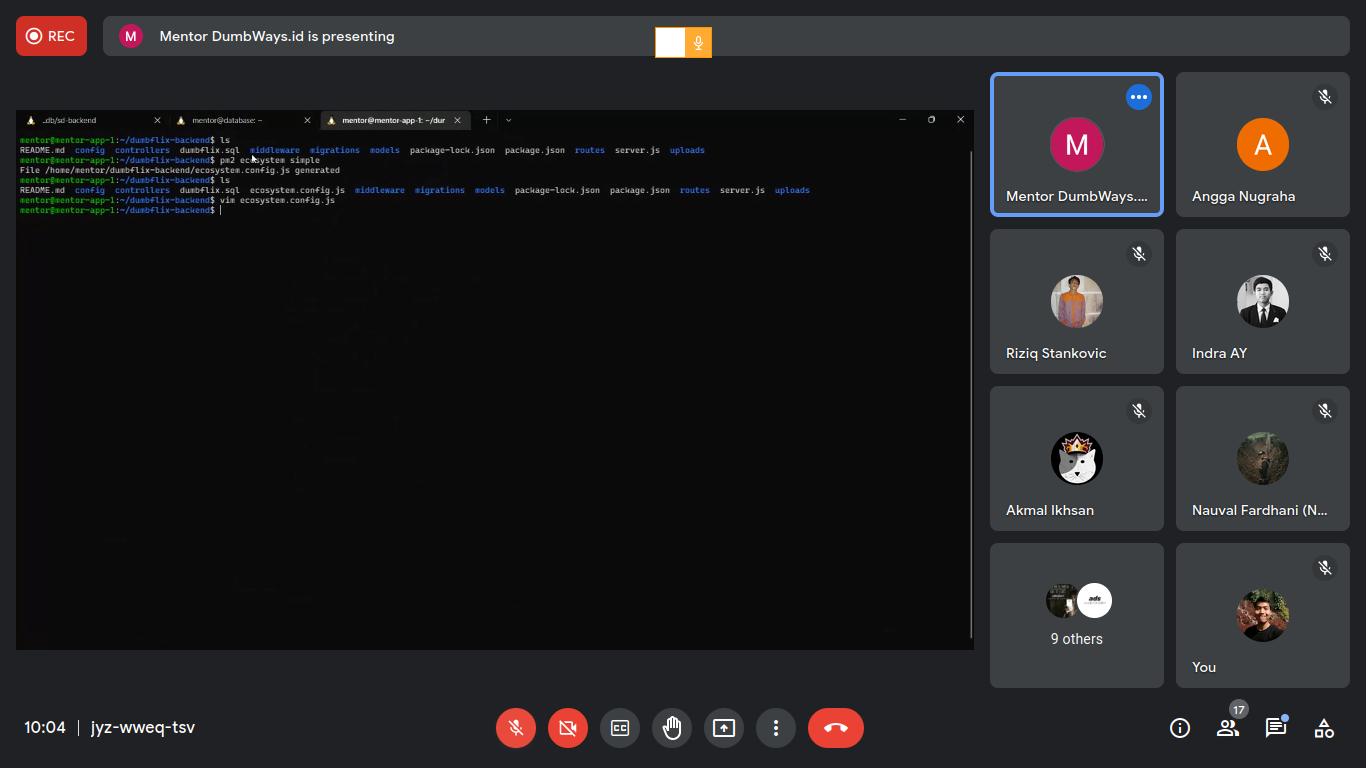 REC
M
Mentor DumbWays.id is presenting
_db/sd-backend
mentor@database: ~
mentor@mentor-app-1: ~/dur
mentor@mentor-app-1:~/dumbflix-backend$ ls
README.md config controllers dumbflix.sql middleware migrations models package-lock.json package.json routes server.js uploads
mentor@mentor-app-1:~/dumbflix-backend$ pm2 ecosystem simple
File /home/mentor/dumbflix-backend/ecosystem.config.js generated
mentor@mentor-app-1:~/dumbflix-backend$ ls
README.md config controllers dumbflix.sql ecosystem.config.js middleware migrations models package-lock.json package.json routes server.js uploads
mentor@mentor-app-1:~/dumbflix-backend$ vim ecosystem.config.js
mentor@mentor-app-1:~/dumbflix-backend$
M
Mentor DumbWays....
A
Angga Nugraha
Riziq Stankovic
Indra AY
Akmal Ikhsan
Nauval Fardhani (N...
ads
9 others
You
10:04 | jyz-wweq-tsv
CC
17